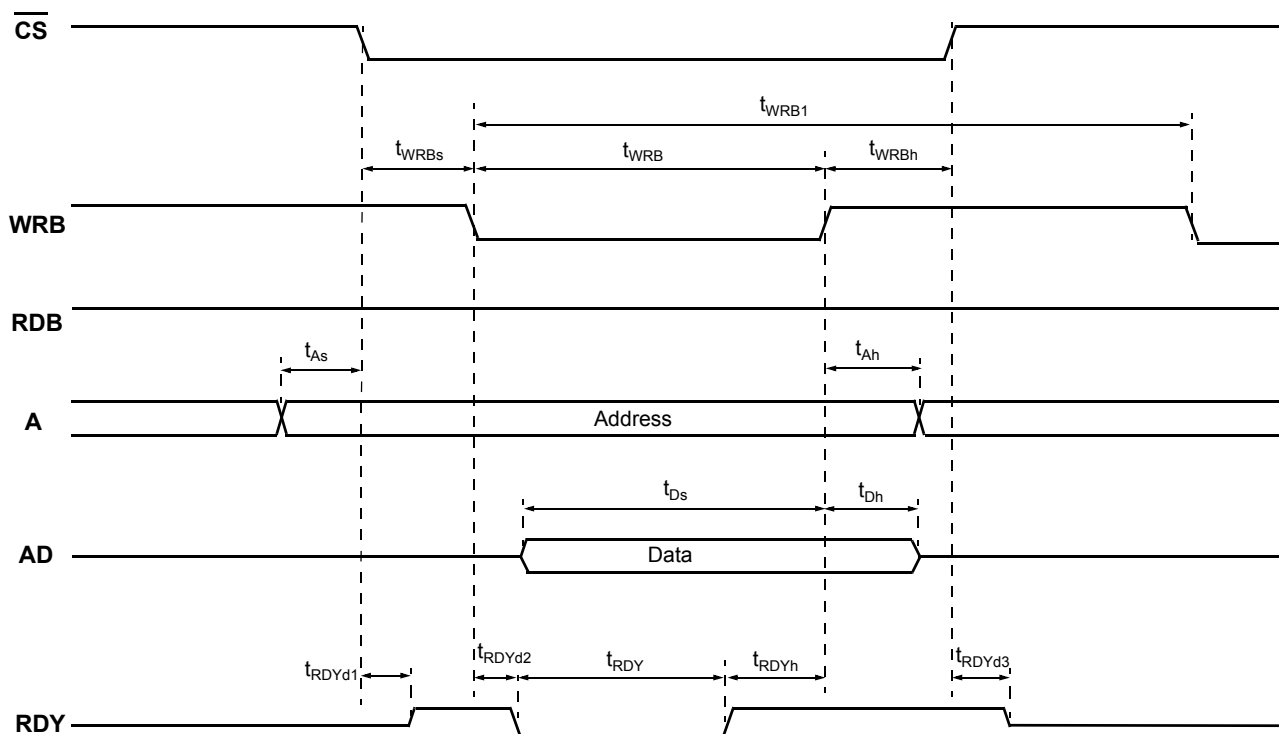 CS
tWRB1
tWRBs tWRB tWRBh
WRB
RDB
tAs tAh
A Address
tDs tDh
AD Data
tRDYd1 tRDYd2 tRDY tRDYh tRDYd3
RDY